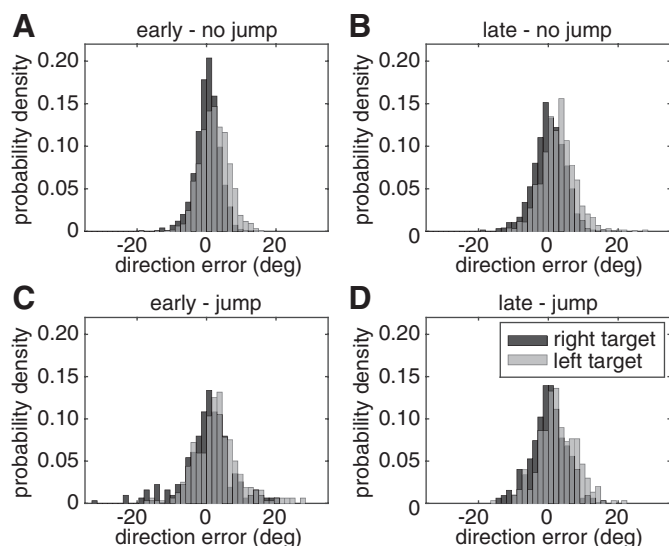 A
early - no jump
0.20
0.15
0.10
0.05
0
probability density
-20
0
20
direction error (deg)
B
late - no jump
0.20
0.15
0.10
0.05
0
probability density
-20
0
20
direction error (deg)
C
early - jump
0.20
0.15
0.10
0.05
0
probability density
-20
0
20
direction error (deg)
D
late - jump
right target
left target
0.20
0.15
0.10
0.05
0
probability density
-20
0
20
direction error (deg)